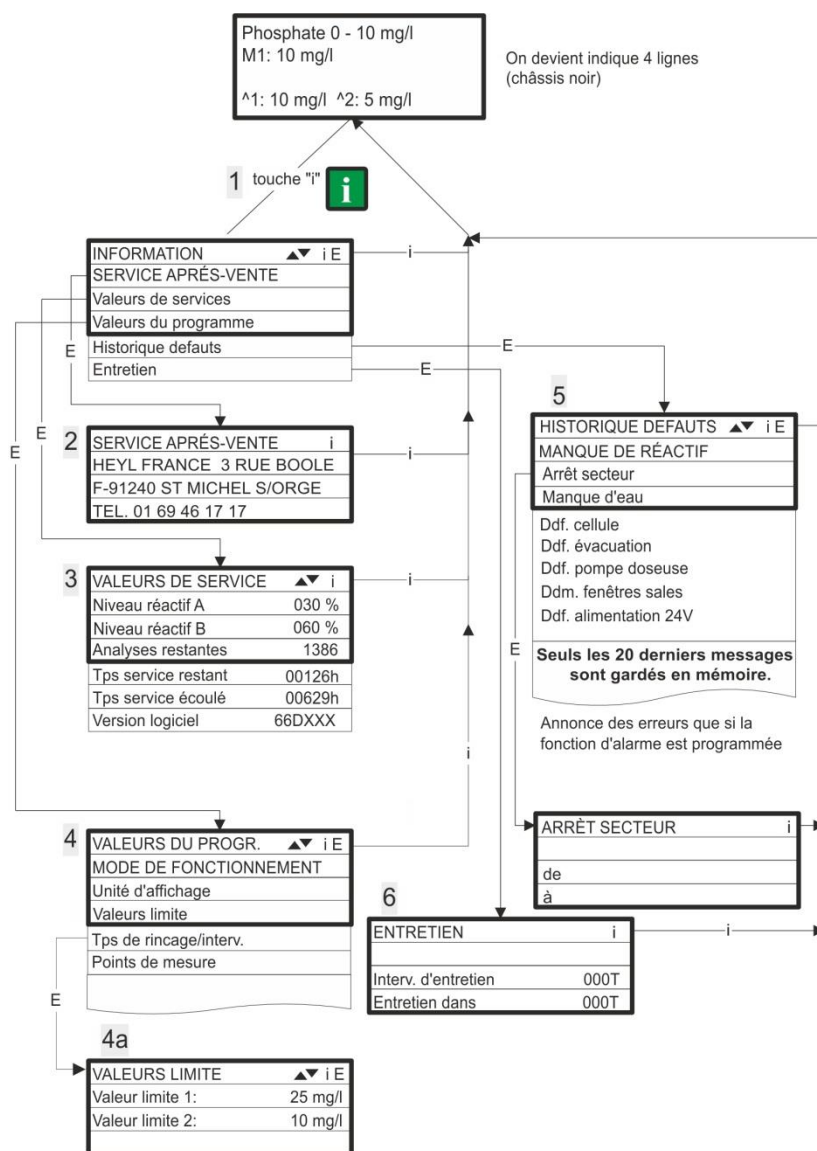 Phosphate 0 - 10 mg/l
M1: 10 mg/l
^1: 10 mg/l ^2: 5 mg/l
On devient indique 4 lignes
(châssis noir)
1 touche "i" i
INFORMATION ▲▼ i E
SERVICE APRÉS-VENTE
Valeurs de services
Valeurs du programme
Historique defauts
Entretien
i
E
E
E
E
E
2
SERVICE APRÉS-VENTE i
HEYL FRANCE 3 RUE BOOLE
F-91240 ST MICHEL S/ORGE
TEL. 01 69 46 17 17
i
3
VALEURS DE SERVICE ▲▼ i
Niveau réactif A 030 %
Niveau réactif B 060 %
Analyses restantes 1386
Tps service restant 00126h
Tps service écoulé 00629h
Version logiciel 66DXXX
i
i
4
VALEURS DU PROGR. ▲▼ i E
MODE DE FONCTIONNEMENT
Unité d'affichage
Valeurs limite
Tps de rincage/interv.
Points de mesure
E
4a
VALEURS LIMITE ▲▼ i E
Valeur limite 1: 25 mg/l
Valeur limite 2: 10 mg/l
5
HISTORIQUE DEFAUTS ▲▼ i E
MANQUE DE RÉACTIF
Arrêt secteur
Manque d'eau
Ddf. cellule
Ddf. évacuation
Ddf. pompe doseuse
Ddm. fenêtres sales
Ddf. alimentation 24V
E
Seuls les 20 derniers messages
sont gardés en mémoire.
Annonce des erreurs que si la
fonction d'alarme est programmée
ARRÈT SECTEUR i
de
à
6
ENTRETIEN i
Interv. d'entretien 000T
Entretien dans 000T
i